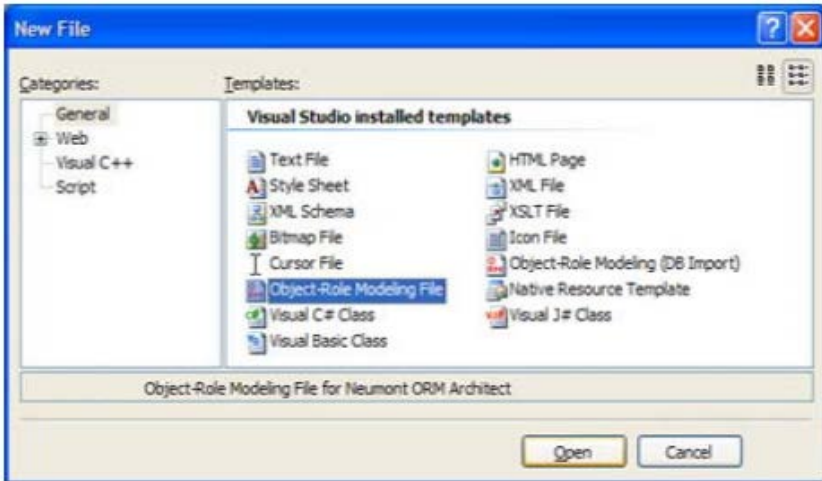 New File
Categories:
Templates:
General
Web
Visual C++
Script
Visual Studio installed templates
Text File
HTML Page
Style Sheet
XML File
XML Schema
XSLT File
Bitmap File
Icon File
Cursor File
Object-Role Modeling (DB Import)
Object-Role Modeling File
Native Resource Template
Visual C# Class
Visual J# Class
Visual Basic Class
Object-Role Modeling File for Neumont ORM Architect
Open
Cancel